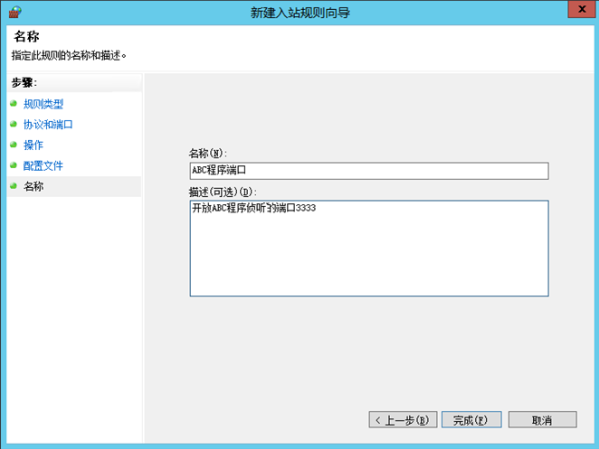 新建入站规则向导
x
名称
指定此规则的名称和描述。
步骤:
规则类型
协议和端口
操作
配置文件
名称
名称(N):
ABC程序端口
描述(可选)(D):
开放ABC程序侦听的端口3333
< 上一步(B)
完成(F)
取消